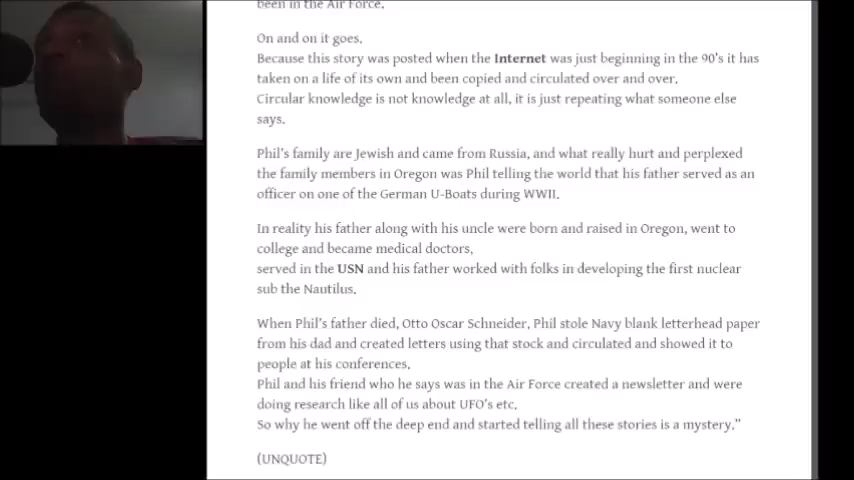 been in the Air Force.
On and on it goes.
Because this story was posted when the Internet was just beginning in the 90's it has
taken on a life of its own and been copied and circulated over and over.
Circular knowledge is not knowledge at all, it is just repeating what someone else
says.
Phil's family are Jewish and came from Russia, and what really hurt and perplexed
the family members in Oregon was Phil telling the world that his father served as an
officer on one of the German U-Boats during WWII.
In reality his father along with his uncle were born and raised in Oregon, went to
college and became medical doctors,
served in the USN and his father worked with folks in developing the first nuclear
sub the Nautilus.
When Phil's father died, Otto Oscar Schneider, Phil stole Navy blank letterhead paper
from his dad and created letters using that stock and circulated and showed it to
people at his conferences.
Phil and his friend who he says was in the Air Force created a newsletter and were
doing research like all of us about UFO's etc.
So why he went off the deep end and started telling all these stories is a mystery.”
(UNQUOTE)